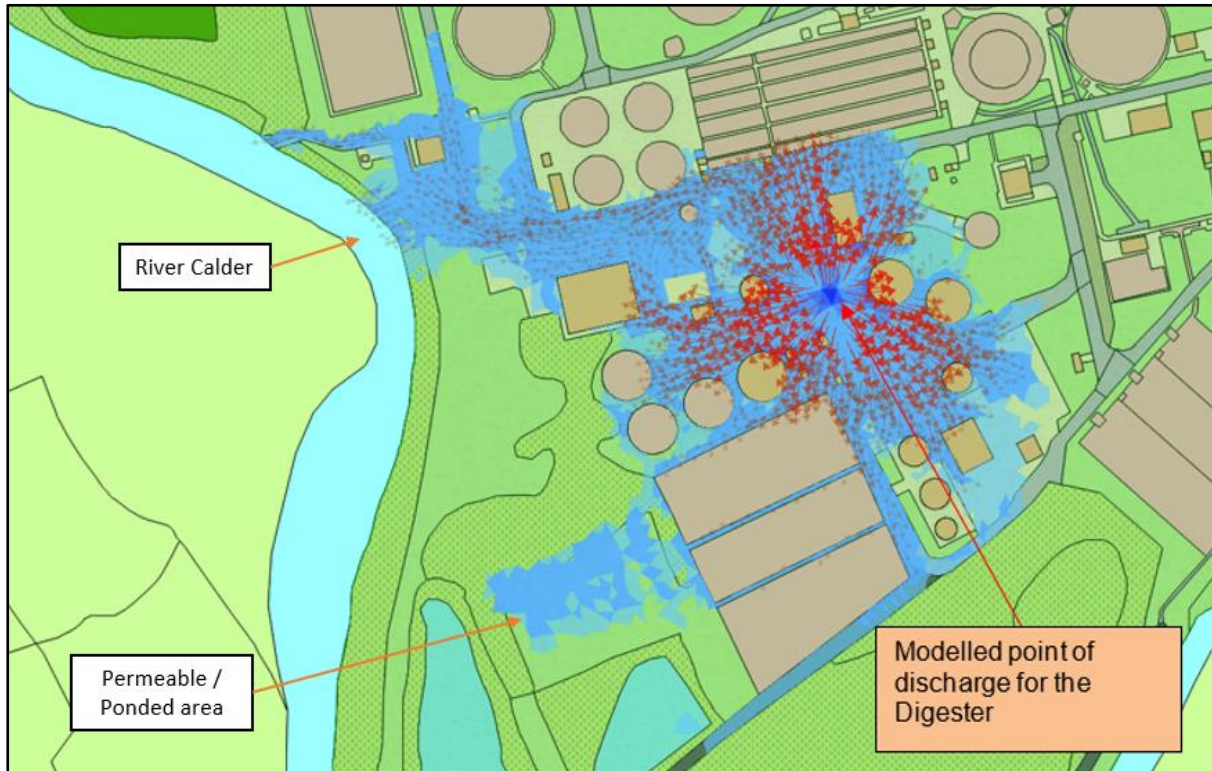 River Calder
Permeable /
Ponded area
Modelled point of
discharge for the
Digester